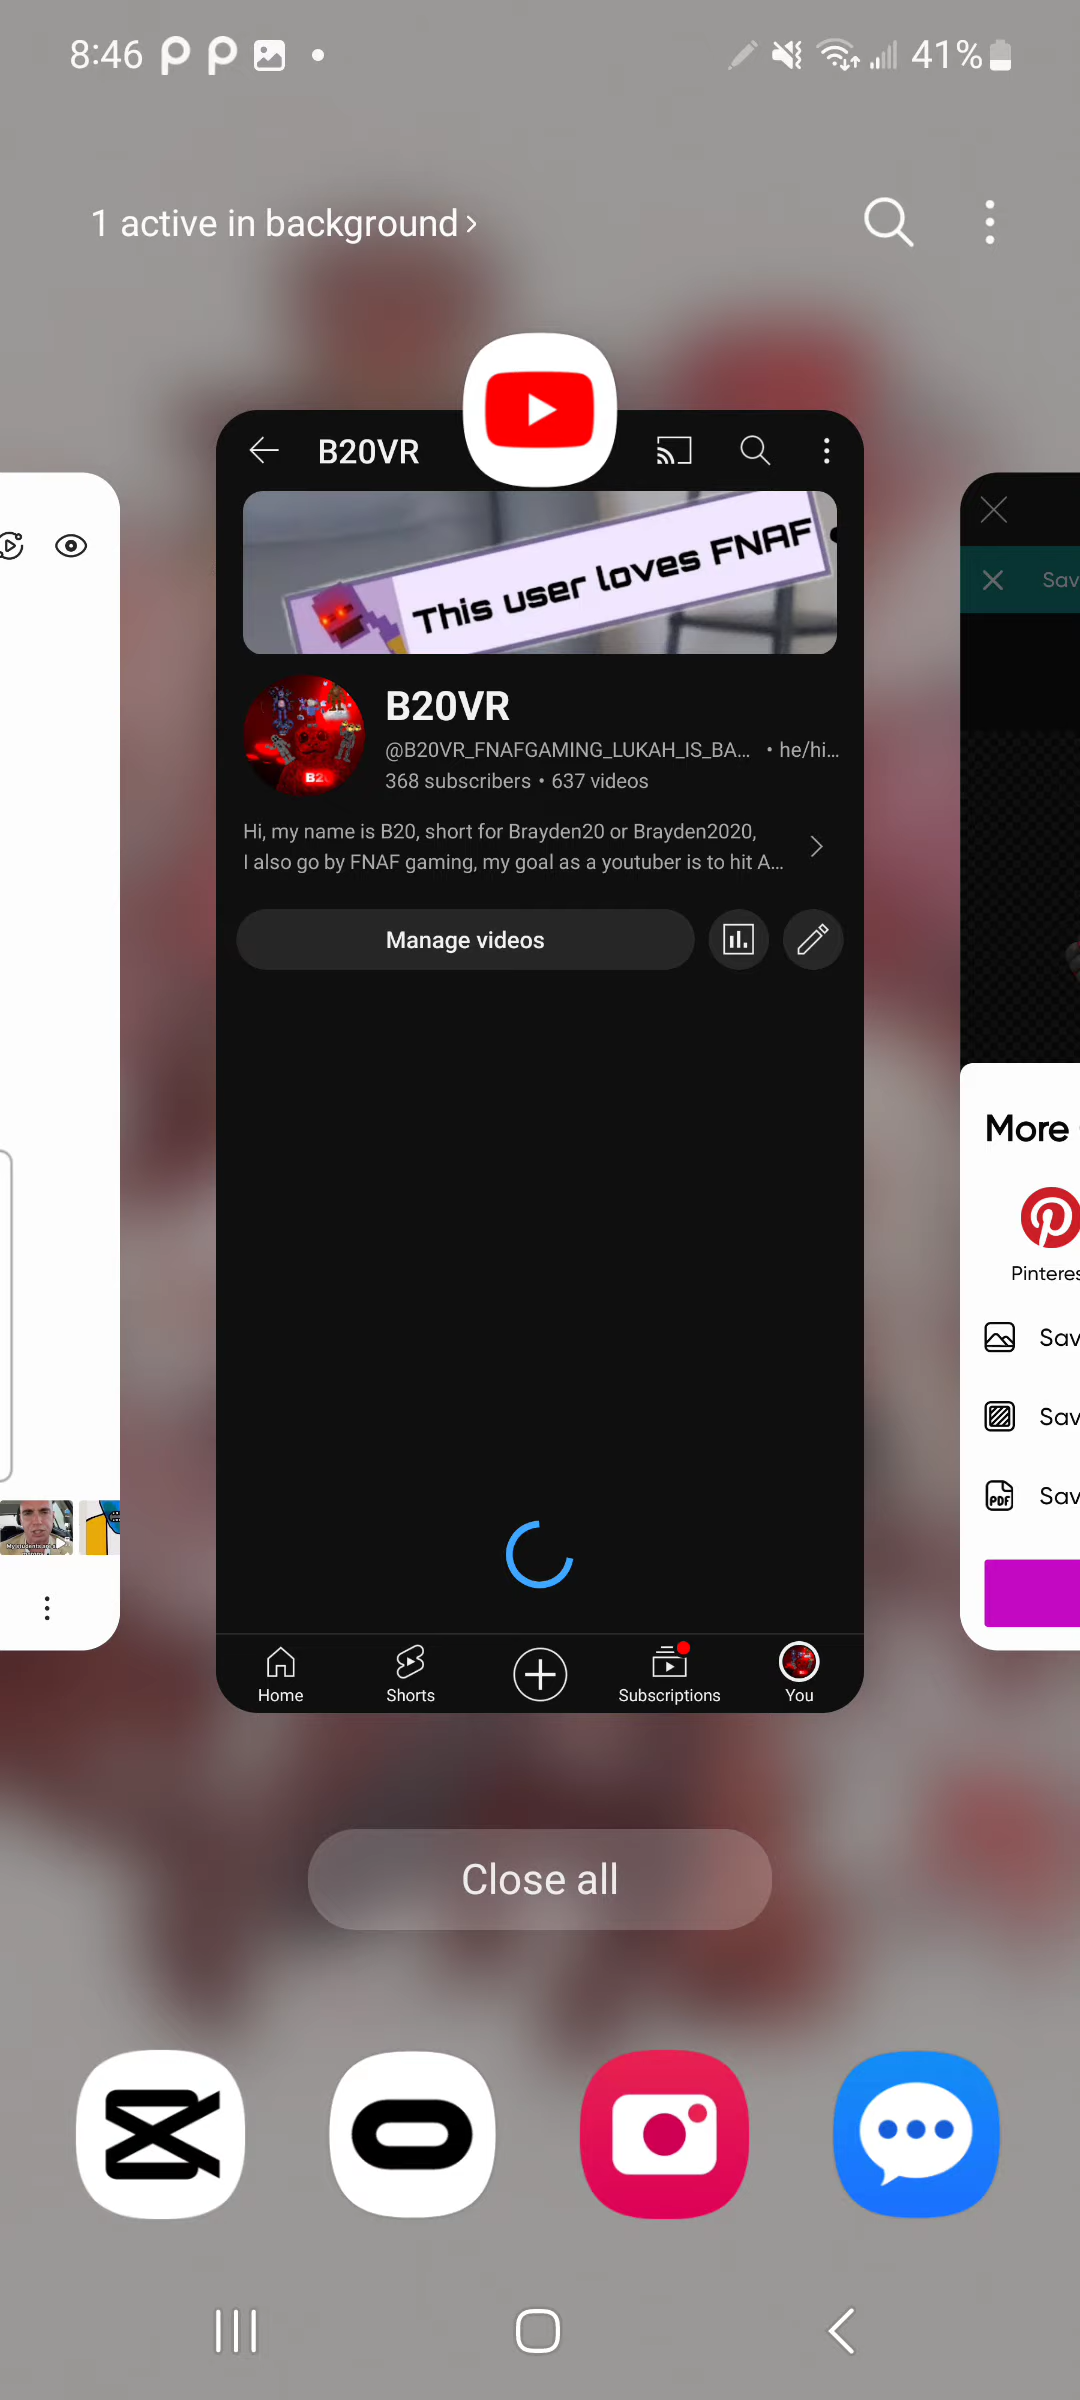 8:46
41%
1 active in background
B20VR
This user loves FNAF
B20VR
@B20VR_FNAFGAMING_LUKAH_IS_BA... • he/hi...
368 subscribers • 637 videos
Hi, my name is B20, short for Brayden20 or Brayden2020,
I also go by FNAF gaming, my goal as a youtuber is to hit A...
Manage videos
Home
Shorts
Subscriptions
You
Sav
More
Pinteres
Sav
Sav
PDF
Sav
Close all